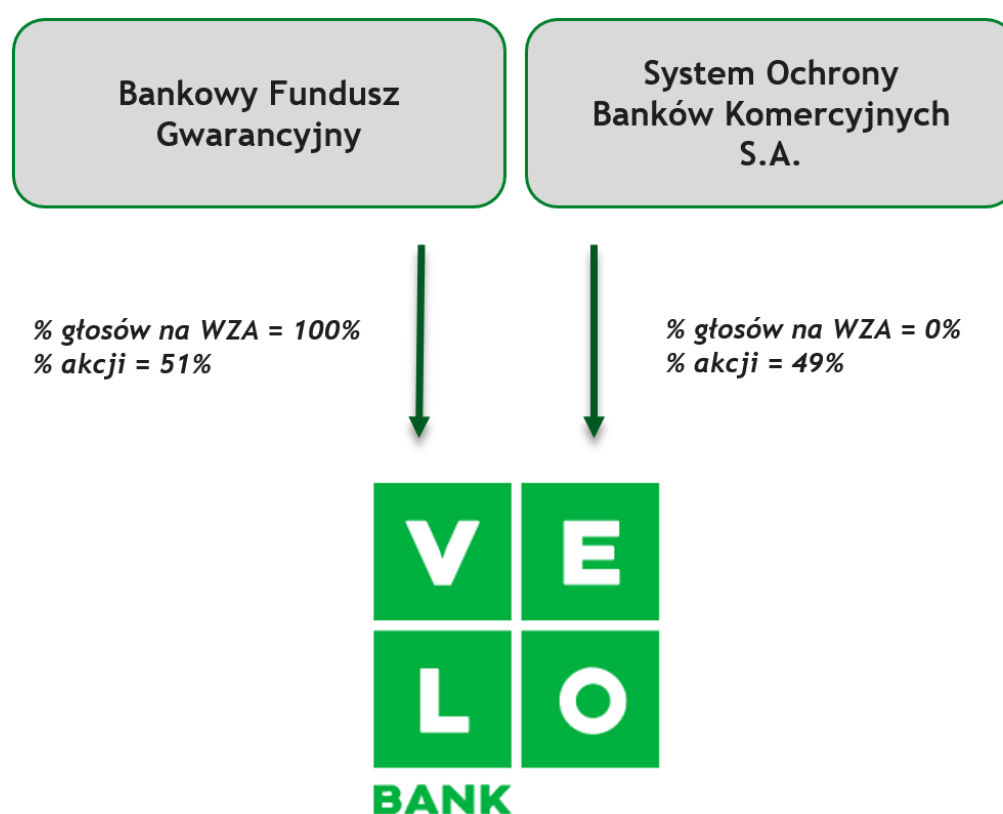 Bankowy Fundusz
Gwarancyjny
System Ochrony
Banków Komercyjnych
S.A.
% głosów na WZA = 100%
% akcji = 51%
% głosów na WZA = 0%
% akcji = 49%
V E
L O
BANK